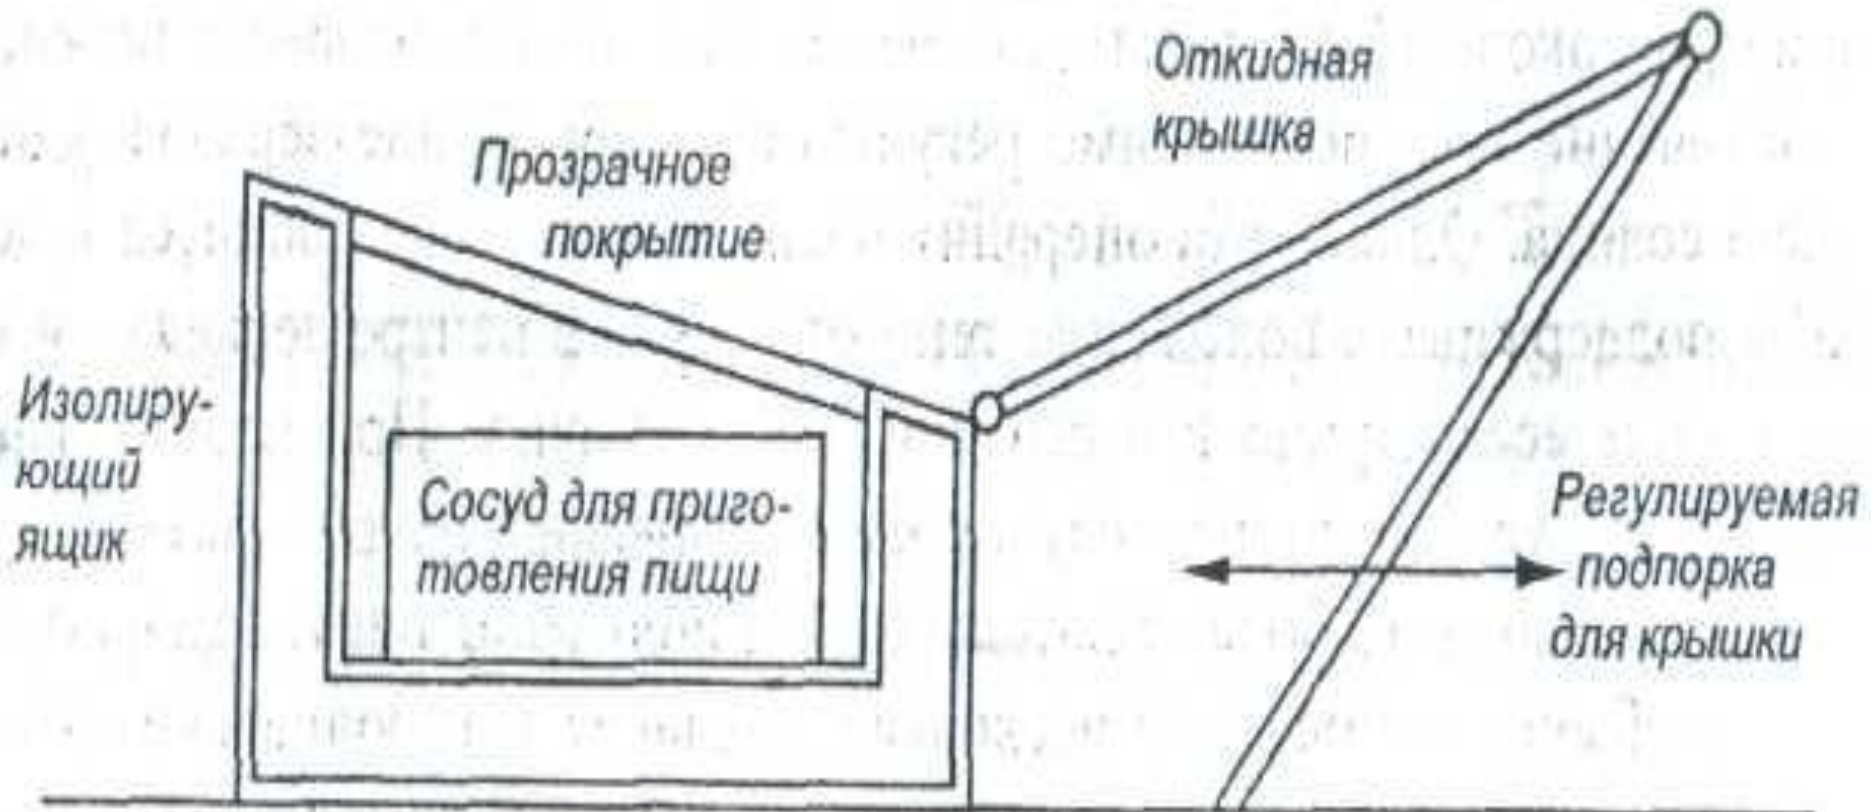 Откидная
крышка
Прозрачное
покрытие
Изолиру-
ющий
ящик
Сосуд для приго-
товления пищи
Регулируемая
подпорка
для крышки